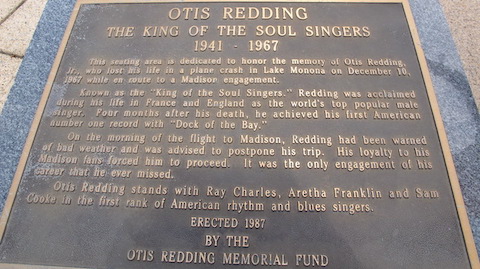 OTIS REDDING
THE KING OF THE SOUL SINGERS
1941 - 1967
This seating area is dedicated to honor the memory of Otis Redding,
Jr., who lost his life in a plane crash in Lake Monona on December 10,
1967 while en route to a Madison engagement.
Known as the "King of the Soul Singers." Redding was acclaimed
during his life in France and England as the world's top popular male
singer. Four months after his death, he achieved his first American
number one record with "Dock of the Bay."
On the morning of the flight to Madison, Redding had been warned
of bad weather and was advised to postpone his trip. His loyalty to his
Madison fans forced him to proceed. It was the only engagement of his
career that he ever missed.
Otis Redding stands with Ray Charles, Aretha Franklin and Sam
Cooke in the first rank of American rhythm and blues singers.
ERECTED 1987
BY THE
OTIS REDDING MEMORIAL FUND